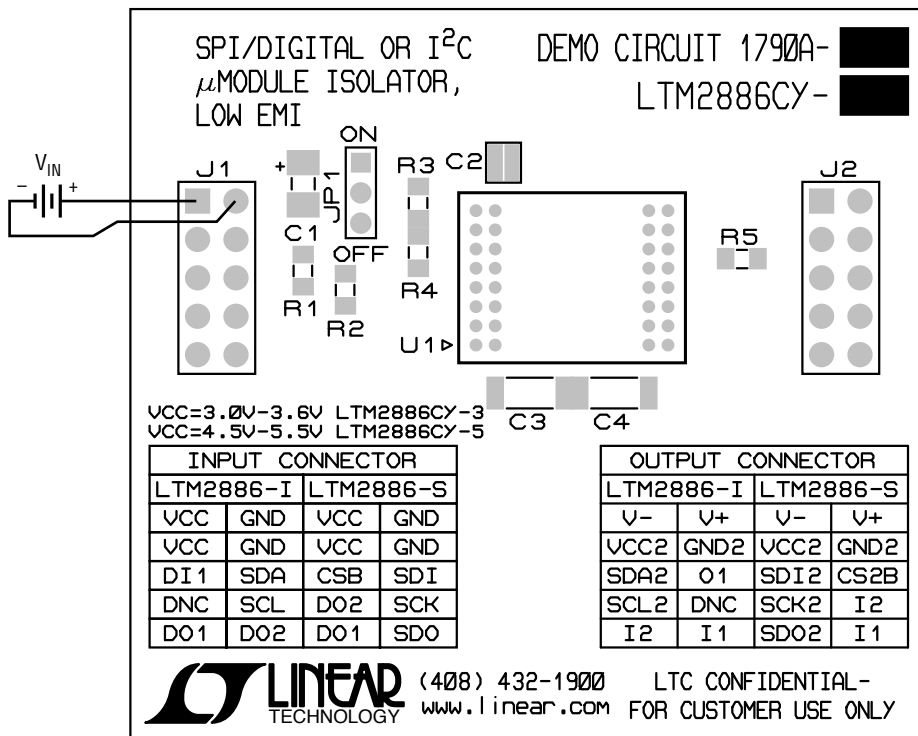 SPI/DIGITAL OR I²C
µMODULE ISOLATOR,
LOW EMI
DEMO CIRCUIT 1790A-
LTM2886CY-
VIN
- +
J1
+
C1
ON
JP1
OFF
R1
R2
R3
R4
C2
U1
R5
J2
C3
C4
VCC=3.0V-3.6V LTM2886CY-3
VCC=4.5V-5.5V LTM2886CY-5
INPUT CONNECTOR
LTM2886-I LTM2886-S
VCC GND VCC GND
VCC GND VCC GND
DI1 SDA CSB SDI
DNC SCL DO2 SCK
DO1 DO2 DO1 SDO
OUTPUT CONNECTOR
LTM2886-I LTM2886-S
V- V+ V- V+
VCC2 GND2 VCC2 GND2
SDA2 O1 SDI2 CS2B
SCL2 DNC SCK2 I2
I2 I1 SDO2 I1
LINEAR
TECHNOLOGY
(408) 432-1900
www.linear.com
LTC CONFIDENTIAL-
FOR CUSTOMER USE ONLY